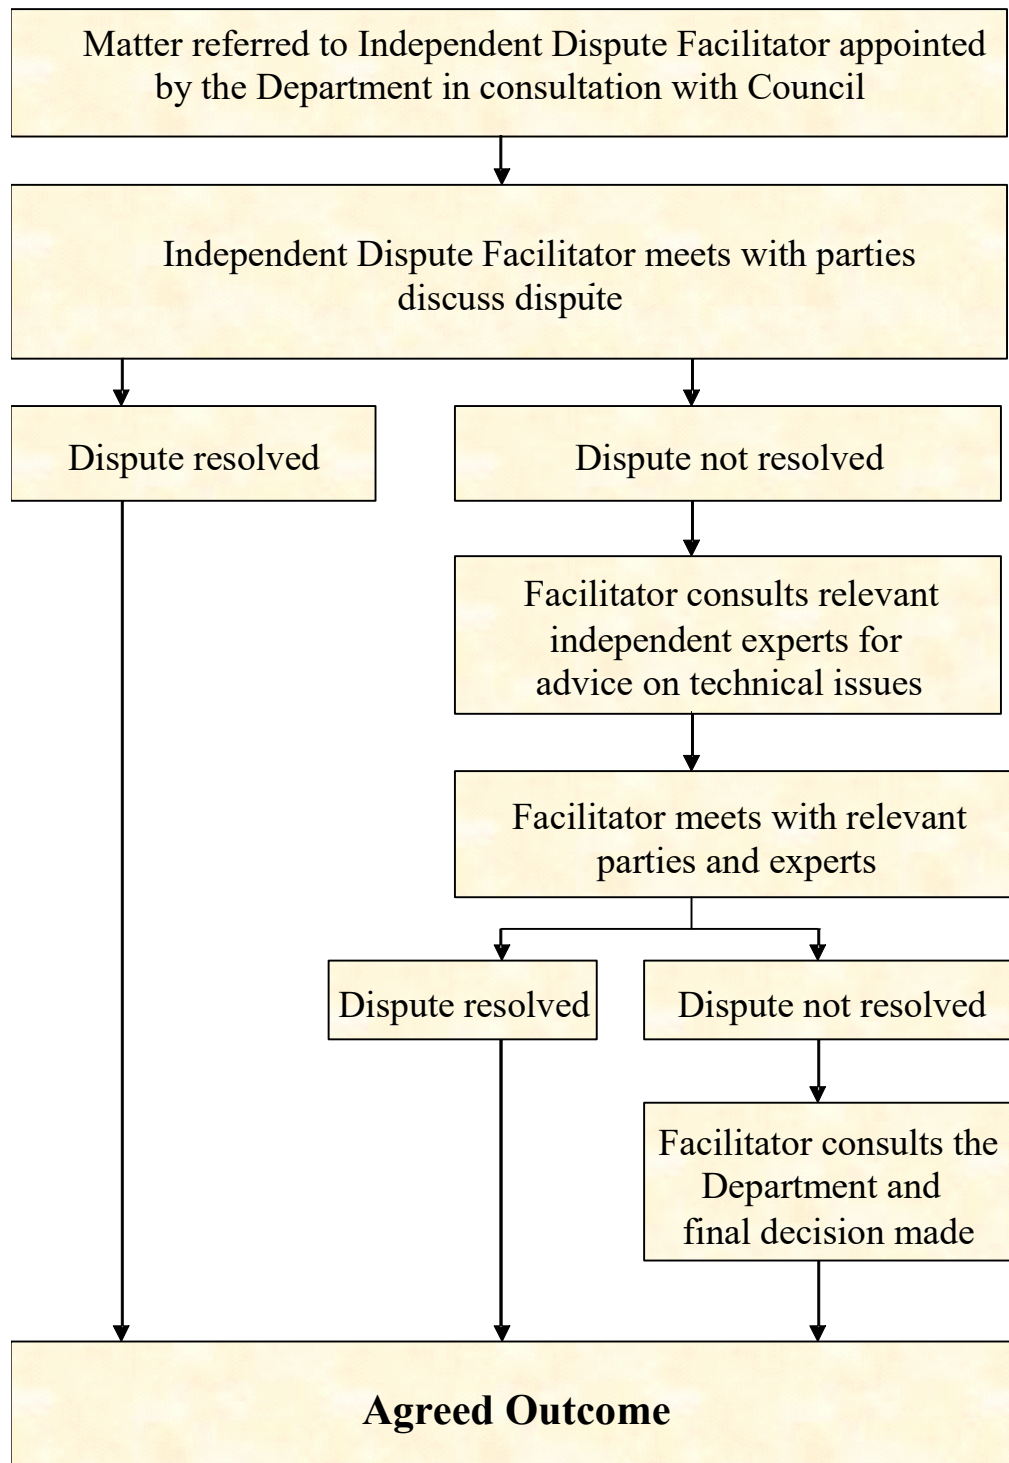 Matter referred to Independent Dispute Facilitator appointed
by the Department in consultation with Council
Independent Dispute Facilitator meets with parties
discuss dispute
Dispute resolved
Dispute not resolved
Facilitator consults relevant
independent experts for
advice on technical issues
Facilitator meets with relevant
parties and experts
Dispute resolved
Dispute not resolved
Facilitator consults the
Department and
final decision made
Agreed Outcome